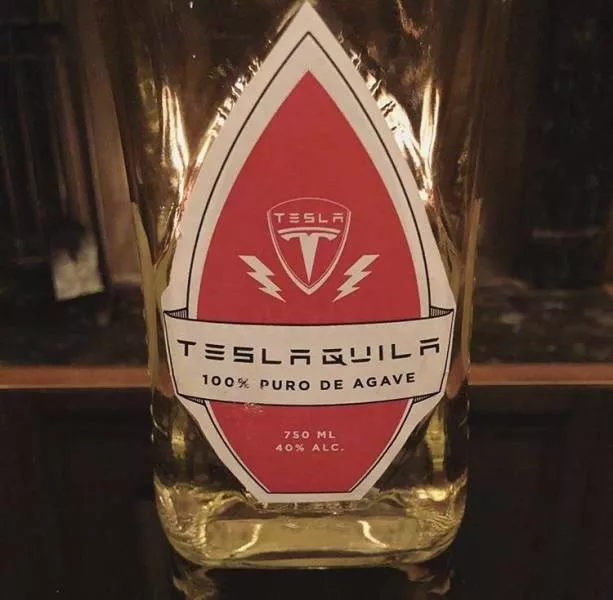 TESLA
TESLAQUILA
100% PURO DE AGAVE
750 ML
40% ALC.